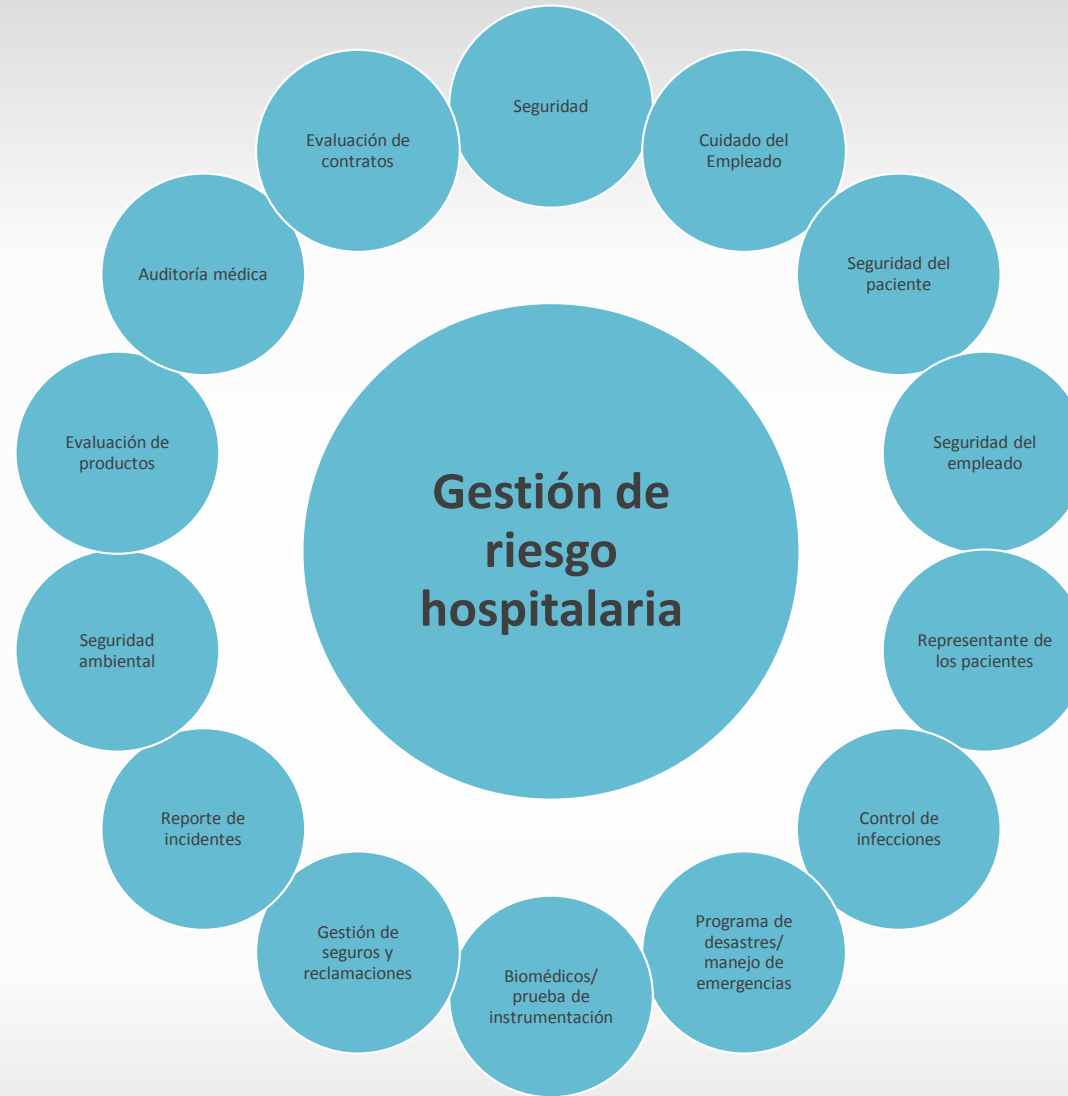 Seguridad
Cuidado del
Empleado
Seguridad del
paciente
Seguridad del
empleado
Representante de
los pacientes
Control de
infecciones
Programa de
desastres/
manejo de
emergencias
Biomédicos/
prueba de
instrumentación
Gestión de
seguros y
reclamaciones
Reporte de
incidentes
Seguridad
ambiental
Evaluación de
productos
Auditoría médica
Evaluación de
contratos
Gestión de
riesgo
hospitalaria